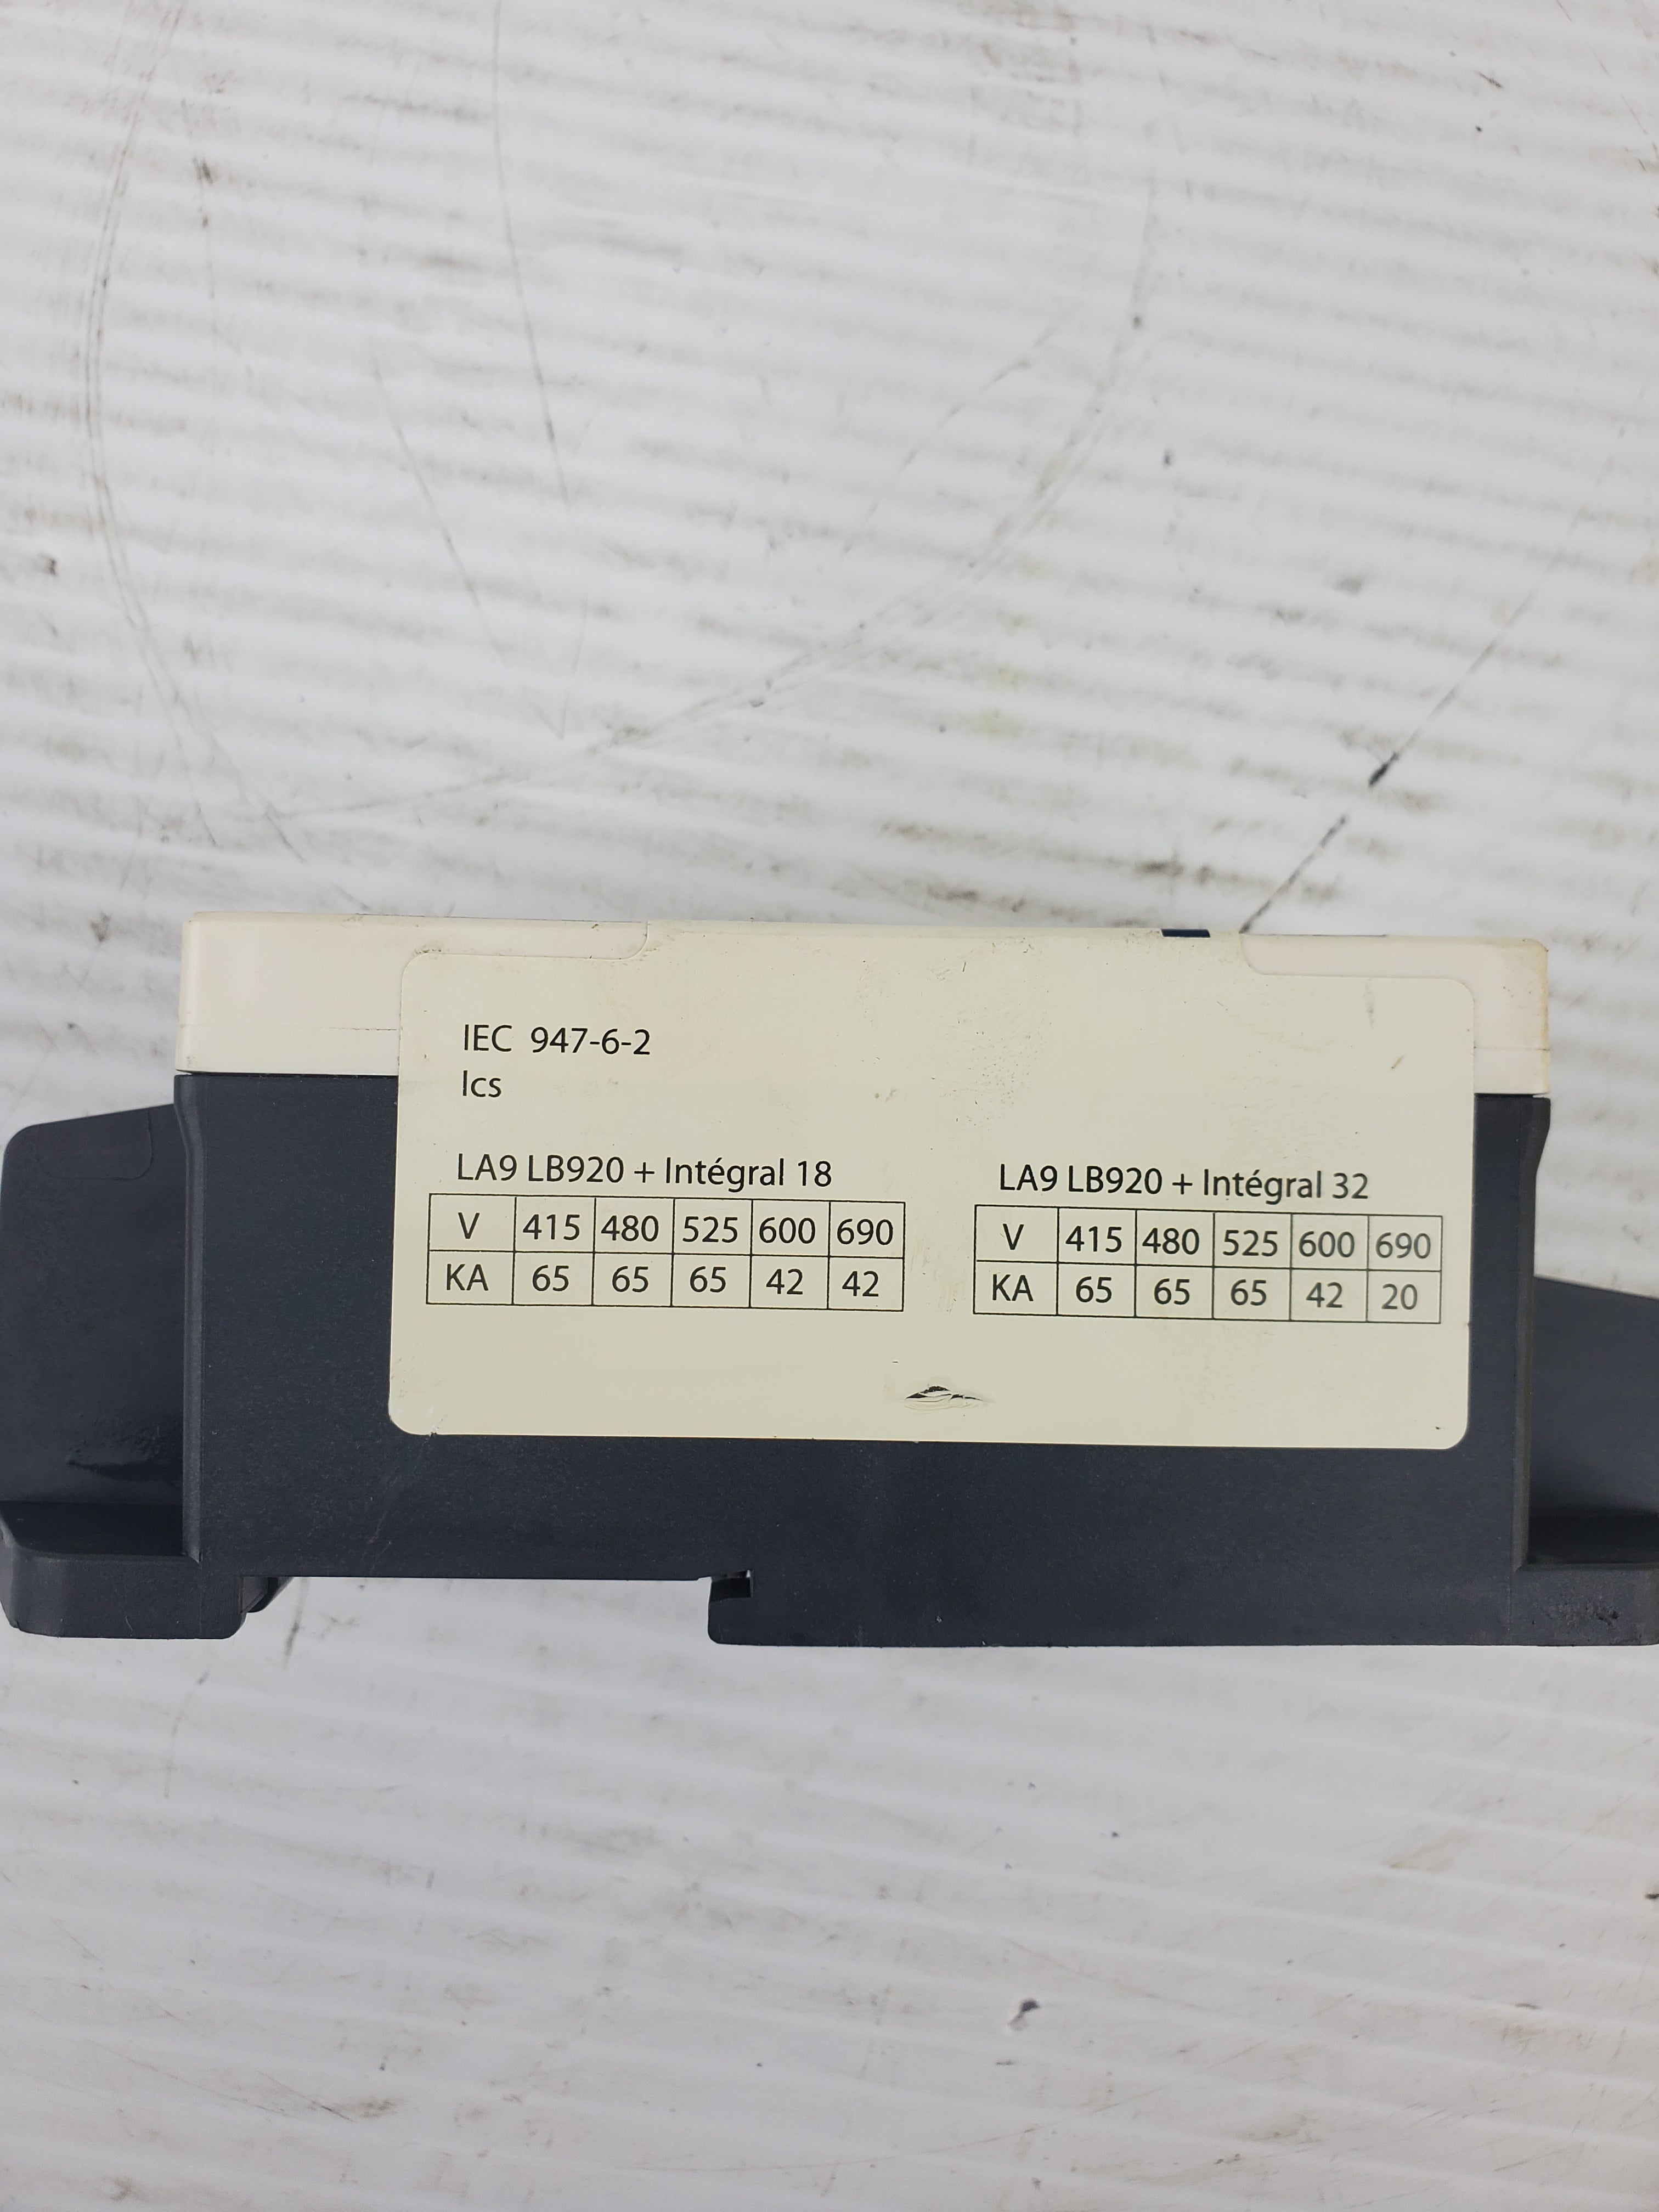 IEC 947-6-2
Ics
LA9 LB920 + Intégral 18
V 415 480 525 600 690
KA 65 65 65 42 42
LA9 LB920 + Intégral 32
V 415 480 525 600 690
KA 65 65 65 42 20